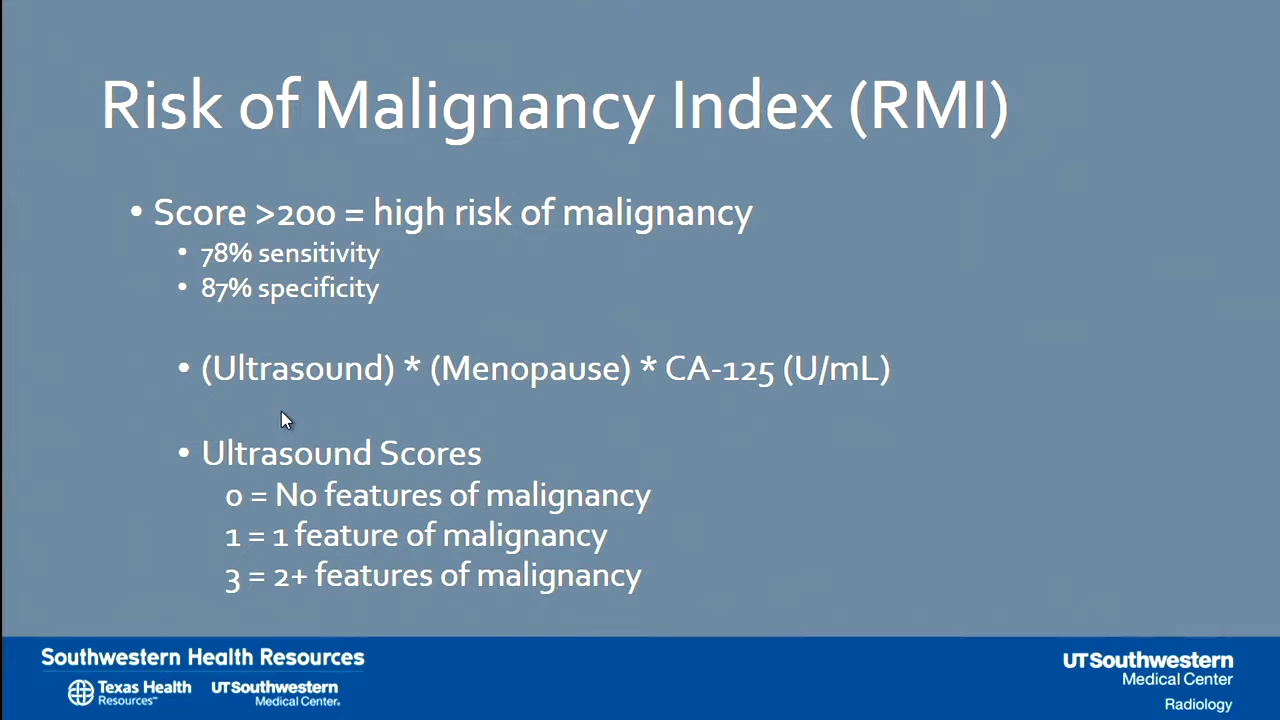 Risk of Malignancy Index (RMI)
• Score >200 = high risk of malignancy
• 78% sensitivity
• 87% specificity
• (Ultrasound) * (Menopause) * CA-125 (U/mL)
• Ultrasound Scores
0 = No features of malignancy
1 = 1 feature of malignancy
3 = 2+ features of malignancy
Southwestern Health Resources
Texas Health
Resources℠
UTSouthwestern
Medical Center.
UTSouthwestern
Medical Center
Radiology